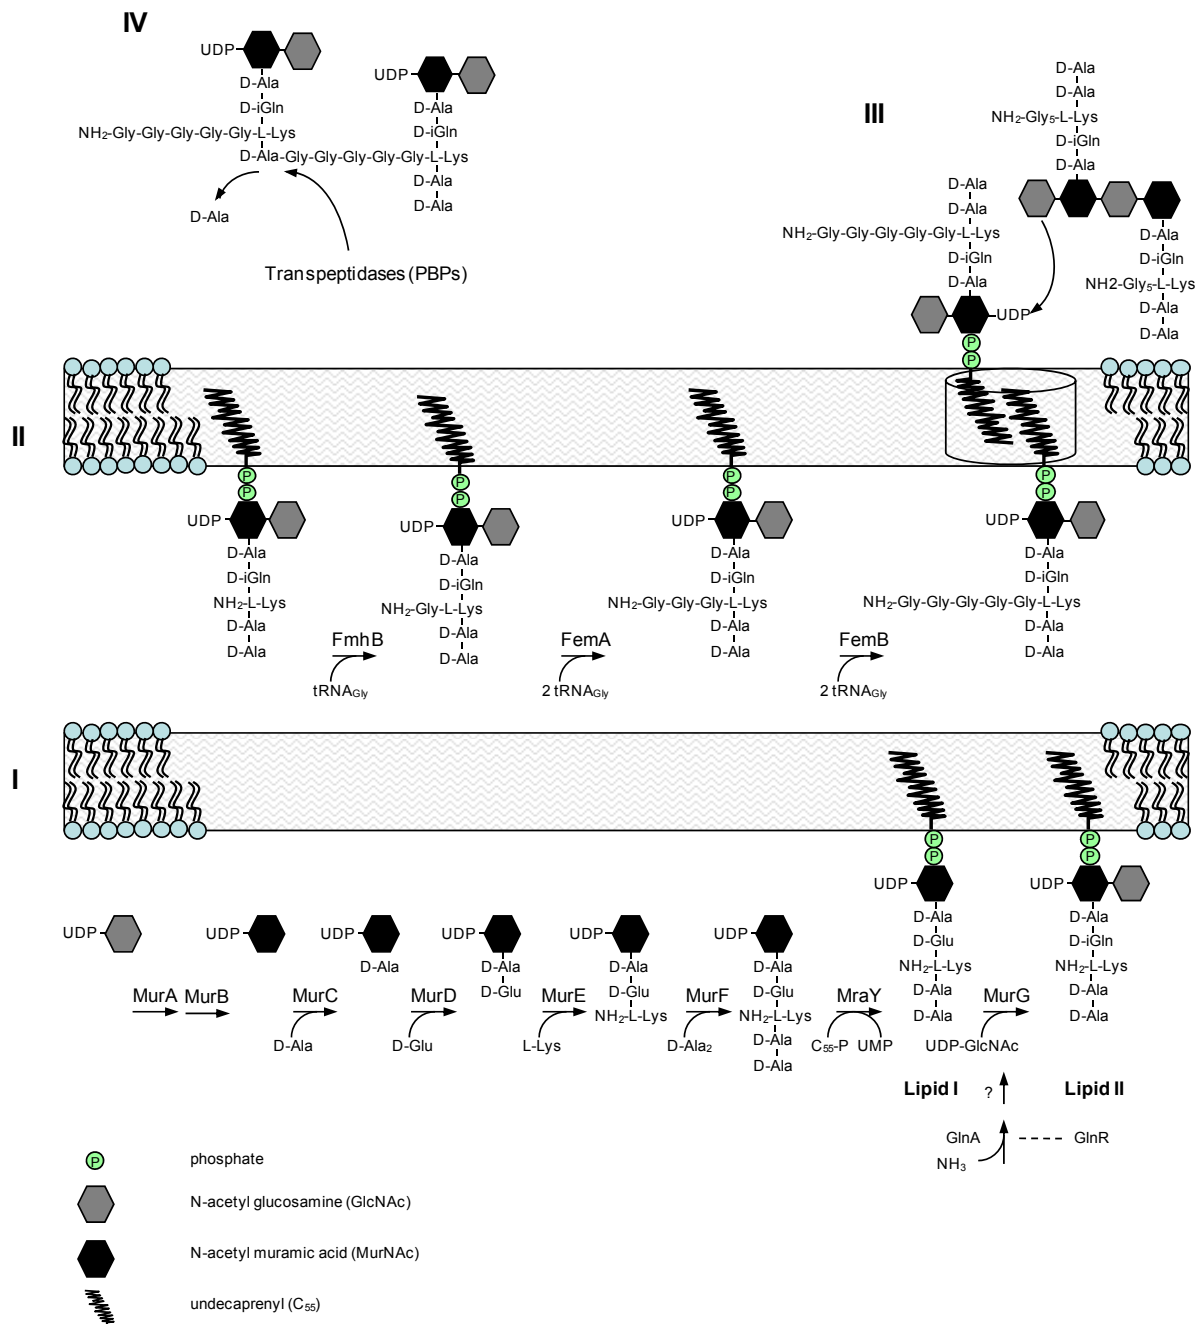 IV
UDP
D-Ala
D-iGln
NH2-Gly-Gly-Gly-Gly-Gly-L-Lys
D-Ala-Gly-Gly-Gly-Gly-Gly-L-Lys
D-Ala
UDP
D-Ala
D-iGln
D-Ala
D-Ala
Transpeptidases (PBPs)
III
D-Ala
D-Ala
NH2-Gly5-L-Lys
D-iGln
D-Ala
D-Ala
D-Ala
NH2-Gly-Gly-Gly-Gly-Gly-L-Lys
D-iGln
D-Ala
UDP
D-Ala
D-iGln
NH2-Gly5-L-Lys
D-Ala
D-Ala
P
P
II
P
P
UDP
D-Ala
D-iGln
NH2-L-Lys
D-Ala
D-Ala
FmhB
tRNAGly
P
P
UDP
D-Ala
D-iGln
NH2-Gly-L-Lys
D-Ala
D-Ala
FemA
2 tRNAGly
P
P
UDP
D-Ala
D-iGln
NH2-Gly-Gly-Gly-L-Lys
D-Ala
D-Ala
FemB
2 tRNAGly
P
P
UDP
D-Ala
D-iGln
NH2-Gly-Gly-Gly-Gly-Gly-L-Lys
D-Ala
D-Ala
I
UDP
MurA
MurB
UDP
MurC
D-Ala
UDP
D-Ala
MurD
D-Glu
UDP
D-Ala
D-Glu
MurE
L-Lys
UDP
D-Ala
D-Glu
NH2-L-Lys
MurF
D-Ala2
UDP
D-Ala
D-Glu
NH2-L-Lys
D-Ala
D-Ala
MraY
C55-P UMP
P
P
UDP
D-Ala
D-Glu
NH2-L-Lys
D-Ala
D-Ala
MurG
UDP-GlcNAc
P
P
UDP
D-Ala
D-iGln
NH2-L-Lys
D-Ala
D-Ala
Lipid I
?
Lipid II
GlnA
GlnR
NH3
P phosphate
N-acetyl glucosamine (GlcNAc)
N-acetyl muramic acid (MurNAc)
undecaprenyl (C55)